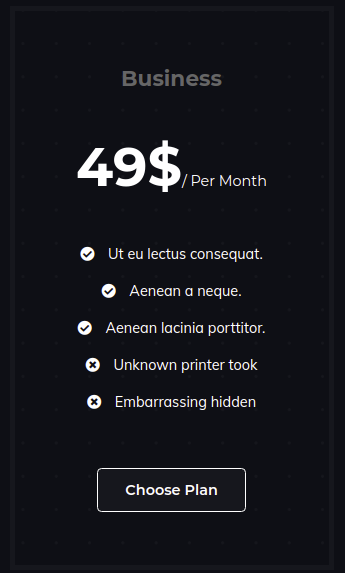 Business
49$/ Per Month
Ut eu lectus consequat.
Aenean a neque.
Aenean lacinia porttitor.
Unknown printer took
Embarrassing hidden
Choose Plan